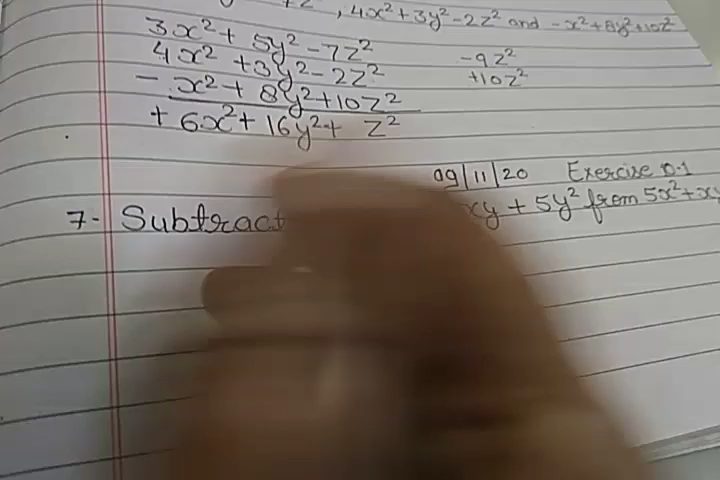 , 4x² + 3y² - 2z² and - x² + 8y² + 10z²
3x² + 5y² - 7z²
4x² + 3y² - 2z² - 9z²
- x² + 8y² + 10z² + 10z²
+ 6x² + 16y² + z²
09/11/20 Exercise 0.1
7- Subtract xy + 5y² from 5x² +